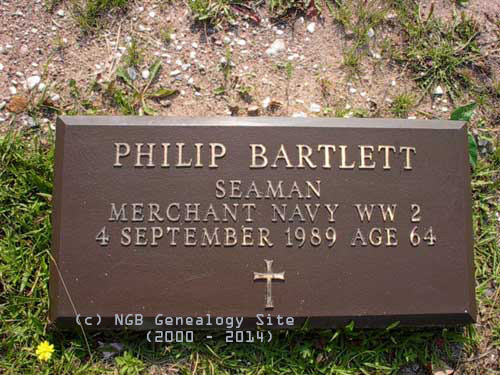 PHILIP BARTLETT
SEAMAN
MERCHANT NAVY WW 2
4 SEPTEMBER 1989 AGE 64
(c) NGB Genealogy Site
(2000 - 2014)